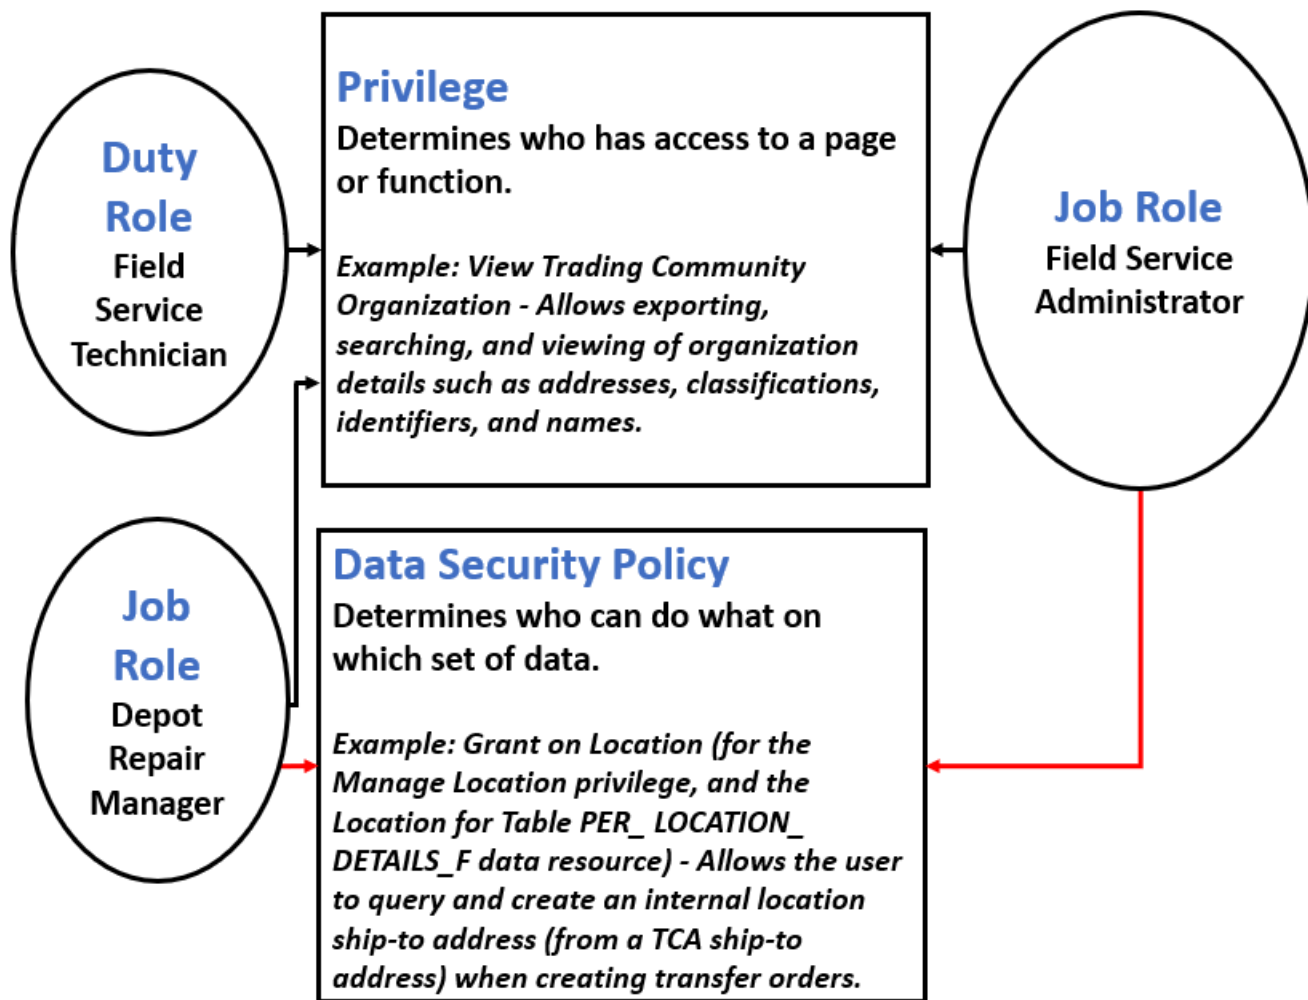 Duty
Role
Field
Service
Technician
Privilege
Determines who has access to a page
or function.
Example: View Trading Community
Organization - Allows exporting,
searching, and viewing of organization
details such as addresses, classifications,
identifiers, and names.
Job Role
Field Service
Administrator
Job
Role
Depot
Repair
Manager
Data Security Policy
Determines who can do what on
which set of data.
Example: Grant on Location (for the
Manage Location privilege, and the
Location for Table PER_ LOCATION_
DETAILS_F data resource) - Allows the user
to query and create an internal location
ship-to address (from a TCA ship-to
address) when creating transfer orders.